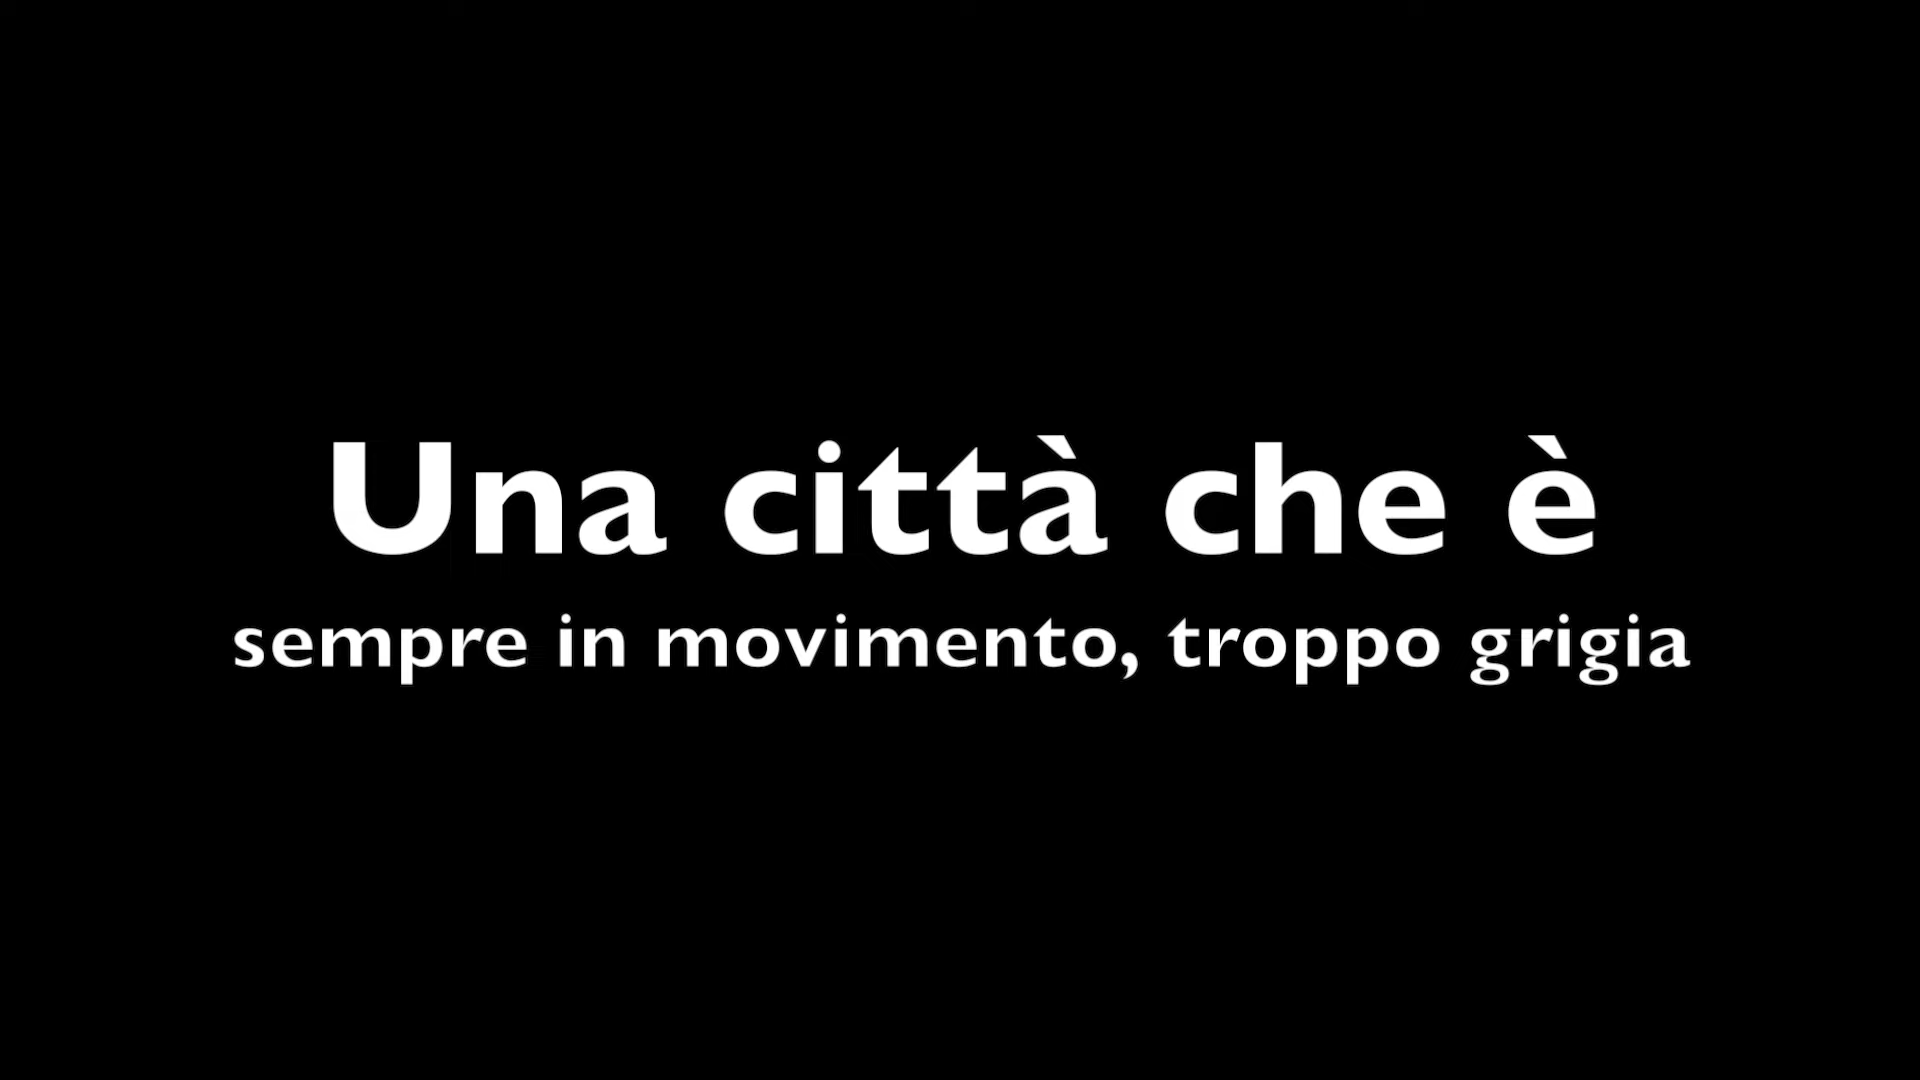 Una città che è
sempre in movimento, troppo grigia